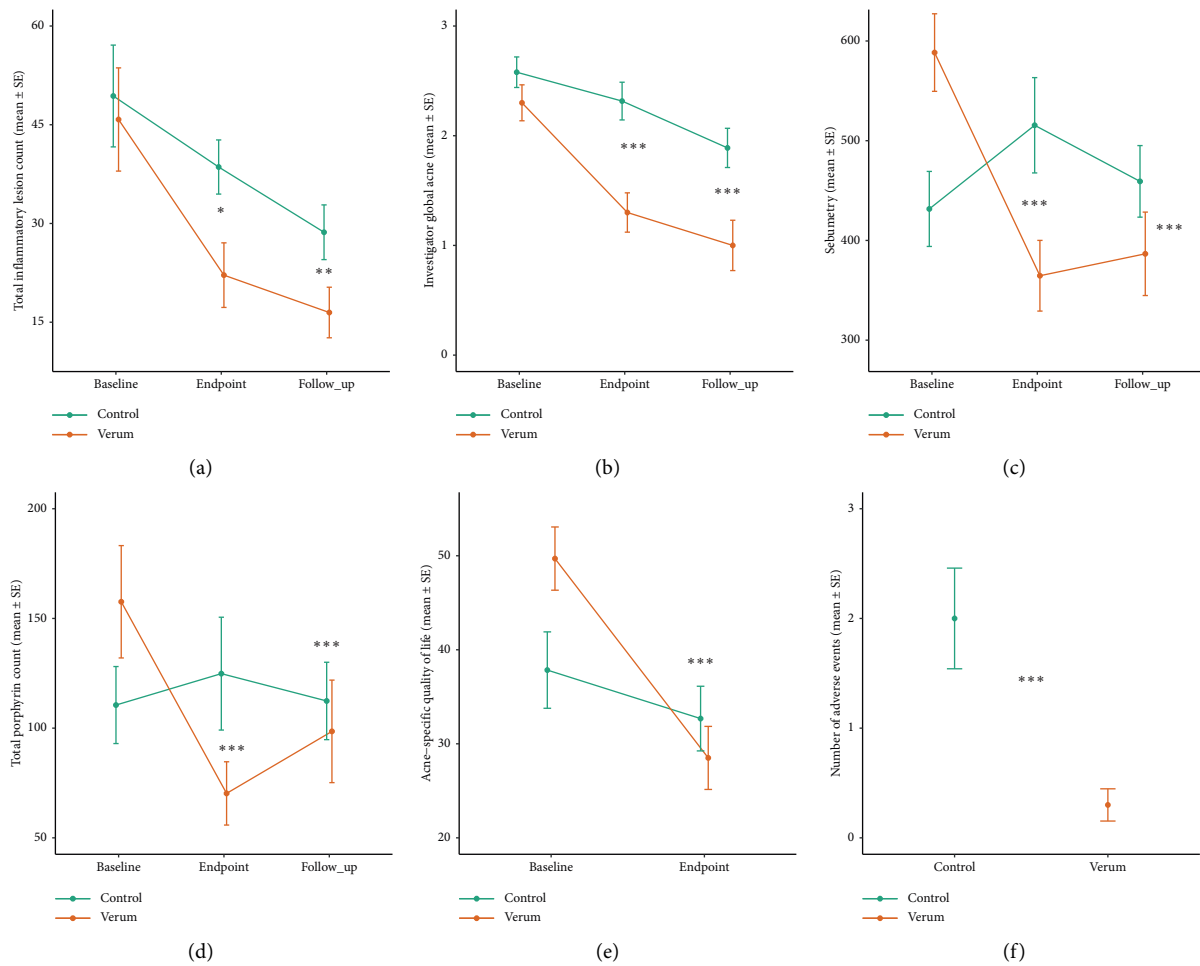 Total inflammatory lesion count (mean ± SE)
60
45
30
15
*
**
Baseline Endpoint Follow_up
Control
Verum
(a)
Investigator global acne (mean ± SE)
3
2
1
0
***
***
Baseline Endpoint Follow_up
Control
Verum
(b)
Sebumetry (mean ± SE)
600
500
400
300
***
***
Baseline Endpoint Follow_up
Control
Verum
(c)
Total porphyrin count (mean ± SE)
200
150
100
50
***
***
Baseline Endpoint Follow_up
Control
Verum
(d)
Acne–specific quality of life (mean ± SE)
50
40
30
20
***
Baseline Endpoint
Control
Verum
(e)
Number of adverse events (mean ± SE)
3
2
1
0
***
Control Verum
Control
Verum
(f)